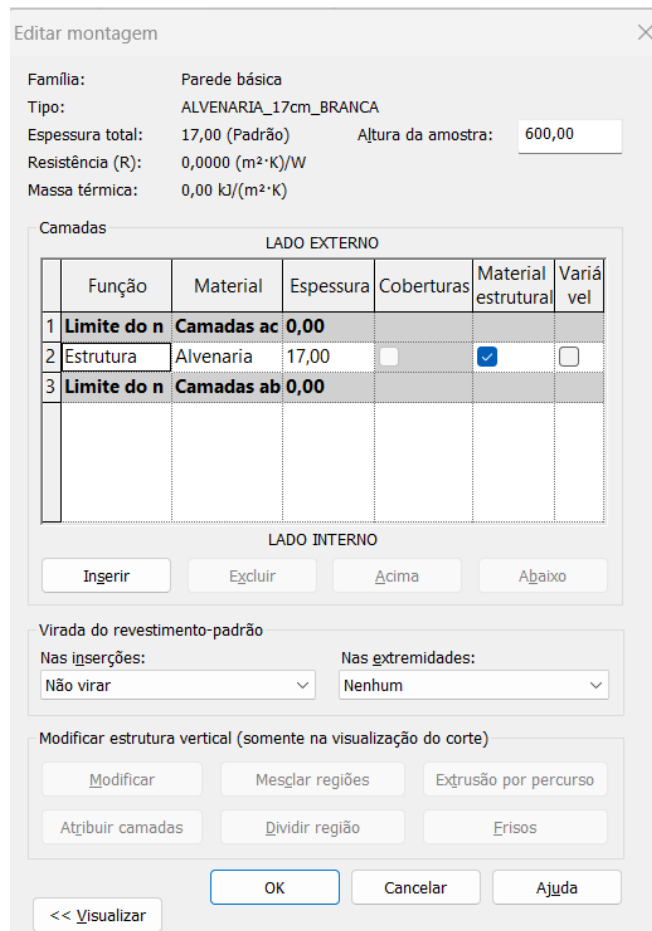 Editar montagem
Família: Parede básica
Tipo: ALVENARIA_17cm_BRANCA
Espessura total: 17,00 (Padrão) Altura da amostra: 600,00
Resistência (R): 0,0000 (m²·K)/W
Massa térmica: 0,00 kJ/(m²·K)
Camadas
LADO EXTERNO
Função Material Espessura Coberturas Material estrutural Variá vel
1 Limite do n Camadas ac 0,00
2 Estrutura Alvenaria 17,00
3 Limite do n Camadas ab 0,00
LADO INTERNO
Inserir Excluir Acima Abaixo
Virada do revestimento-padrão
Nas inserções: Nas extremidades:
Não virar Nenhum
Modificar estrutura vertical (somente na visualização do corte)
Modificar Mesclar regiões Extrusão por percurso
Atribuir camadas Dividir região Frisos
OK Cancelar Ajuda
<< Visualizar